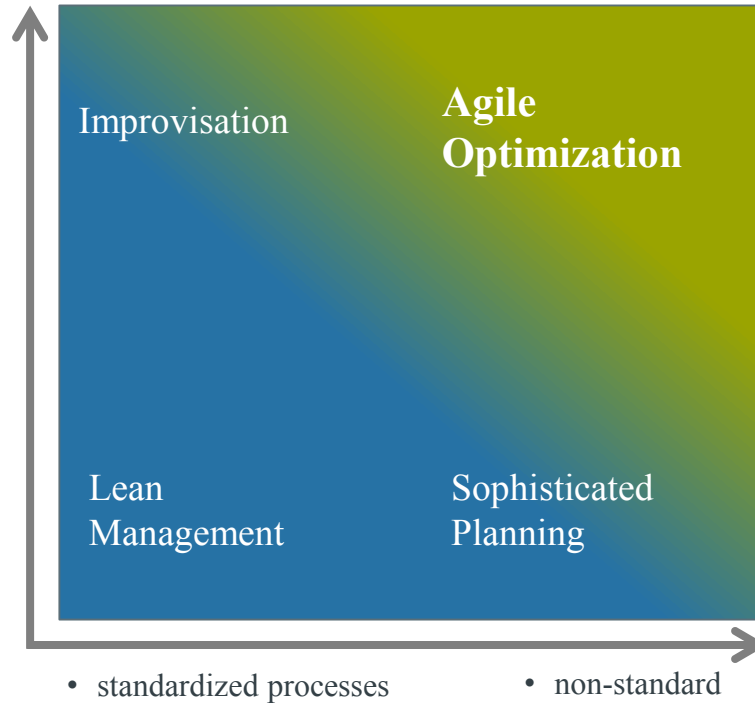 Improvisation
Agile
Optimization
Lean
Management
Sophisticated
Planning
• standardized processes
• non-standard